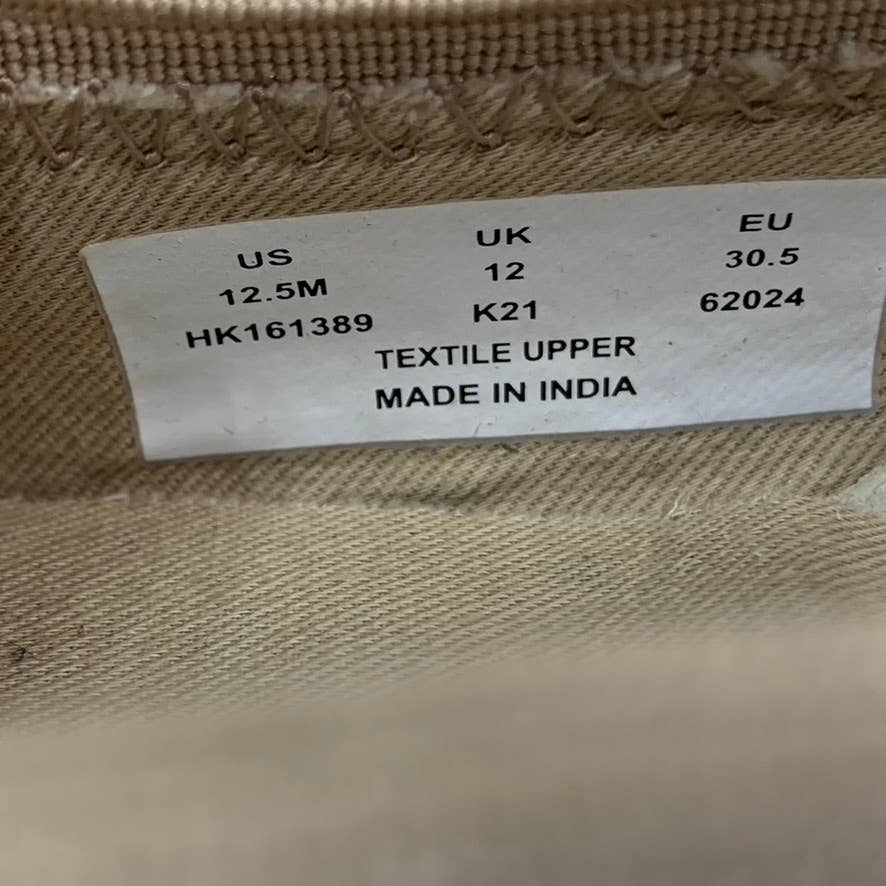 US UK EU
12.5M 12 30.5
HK161389 K21 62024
TEXTILE UPPER
MADE IN INDIA